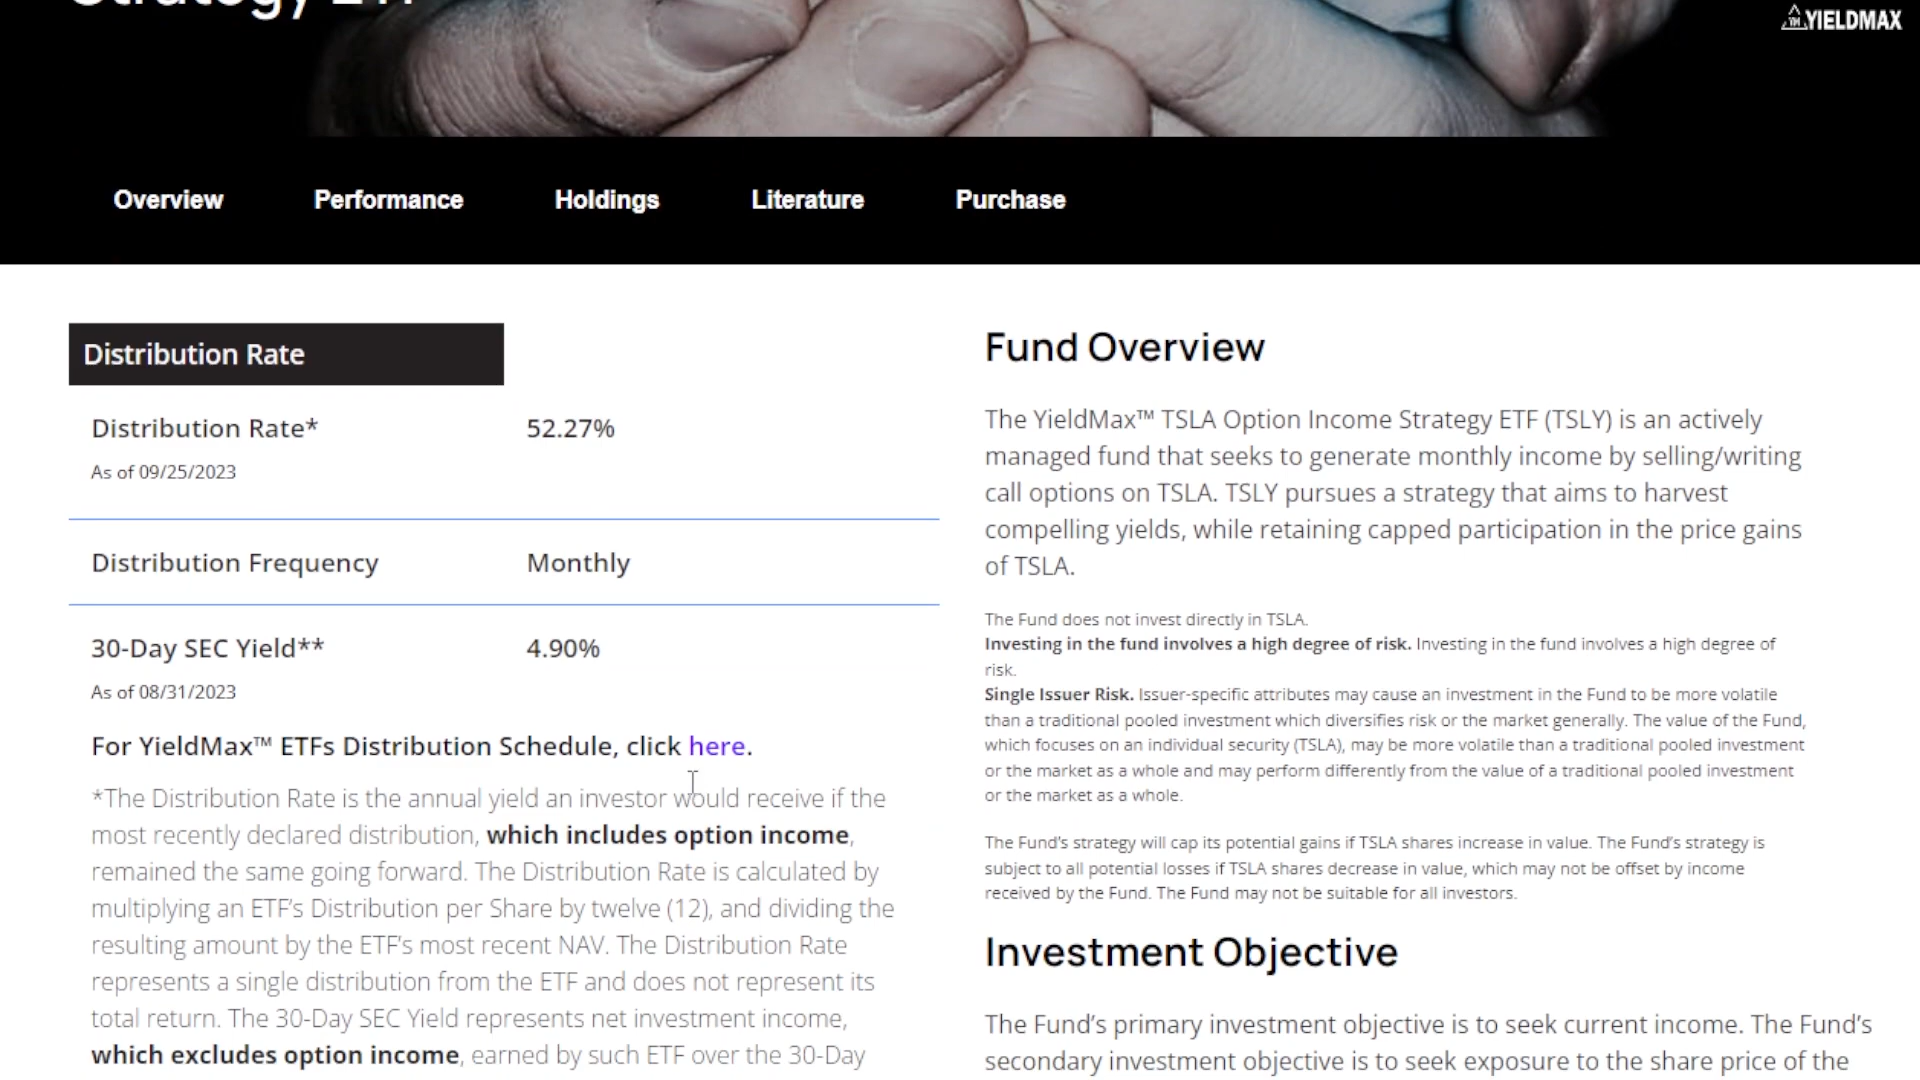 Strategy ETF
YIELDMAX
Overview
Performance
Holdings
Literature
Purchase
Distribution Rate
Distribution Rate*
52.27%
As of 09/25/2023
Distribution Frequency
Monthly
30-Day SEC Yield**
4.90%
As of 08/31/2023
For YieldMax™ ETFs Distribution Schedule, click here.
*The Distribution Rate is the annual yield an investor would receive if the
most recently declared distribution, which includes option income,
remained the same going forward. The Distribution Rate is calculated by
multiplying an ETF's Distribution per Share by twelve (12), and dividing the
resulting amount by the ETF's most recent NAV. The Distribution Rate
represents a single distribution from the ETF and does not represent its
total return. The 30-Day SEC Yield represents net investment income,
which excludes option income, earned by such ETF over the 30-Day
Fund Overview
The YieldMax™ TSLA Option Income Strategy ETF (TSLY) is an actively
managed fund that seeks to generate monthly income by selling/writing
call options on TSLA. TSLY pursues a strategy that aims to harvest
compelling yields, while retaining capped participation in the price gains
of TSLA.
The Fund does not invest directly in TSLA.
Investing in the fund involves a high degree of risk. Investing in the fund involves a high degree of
risk.
Single Issuer Risk. Issuer-specific attributes may cause an investment in the Fund to be more volatile
than a traditional pooled investment which diversifies risk or the market generally. The value of the Fund,
which focuses on an individual security (TSLA), may be more volatile than a traditional pooled investment
or the market as a whole and may perform differently from the value of a traditional pooled investment
or the market as a whole.
The Fund's strategy will cap its potential gains if TSLA shares increase in value. The Fund's strategy is
subject to all potential losses if TSLA shares decrease in value, which may not be offset by income
received by the Fund. The Fund may not be suitable for all investors.
Investment Objective
The Fund's primary investment objective is to seek current income. The Fund's
secondary investment objective is to seek exposure to the share price of the